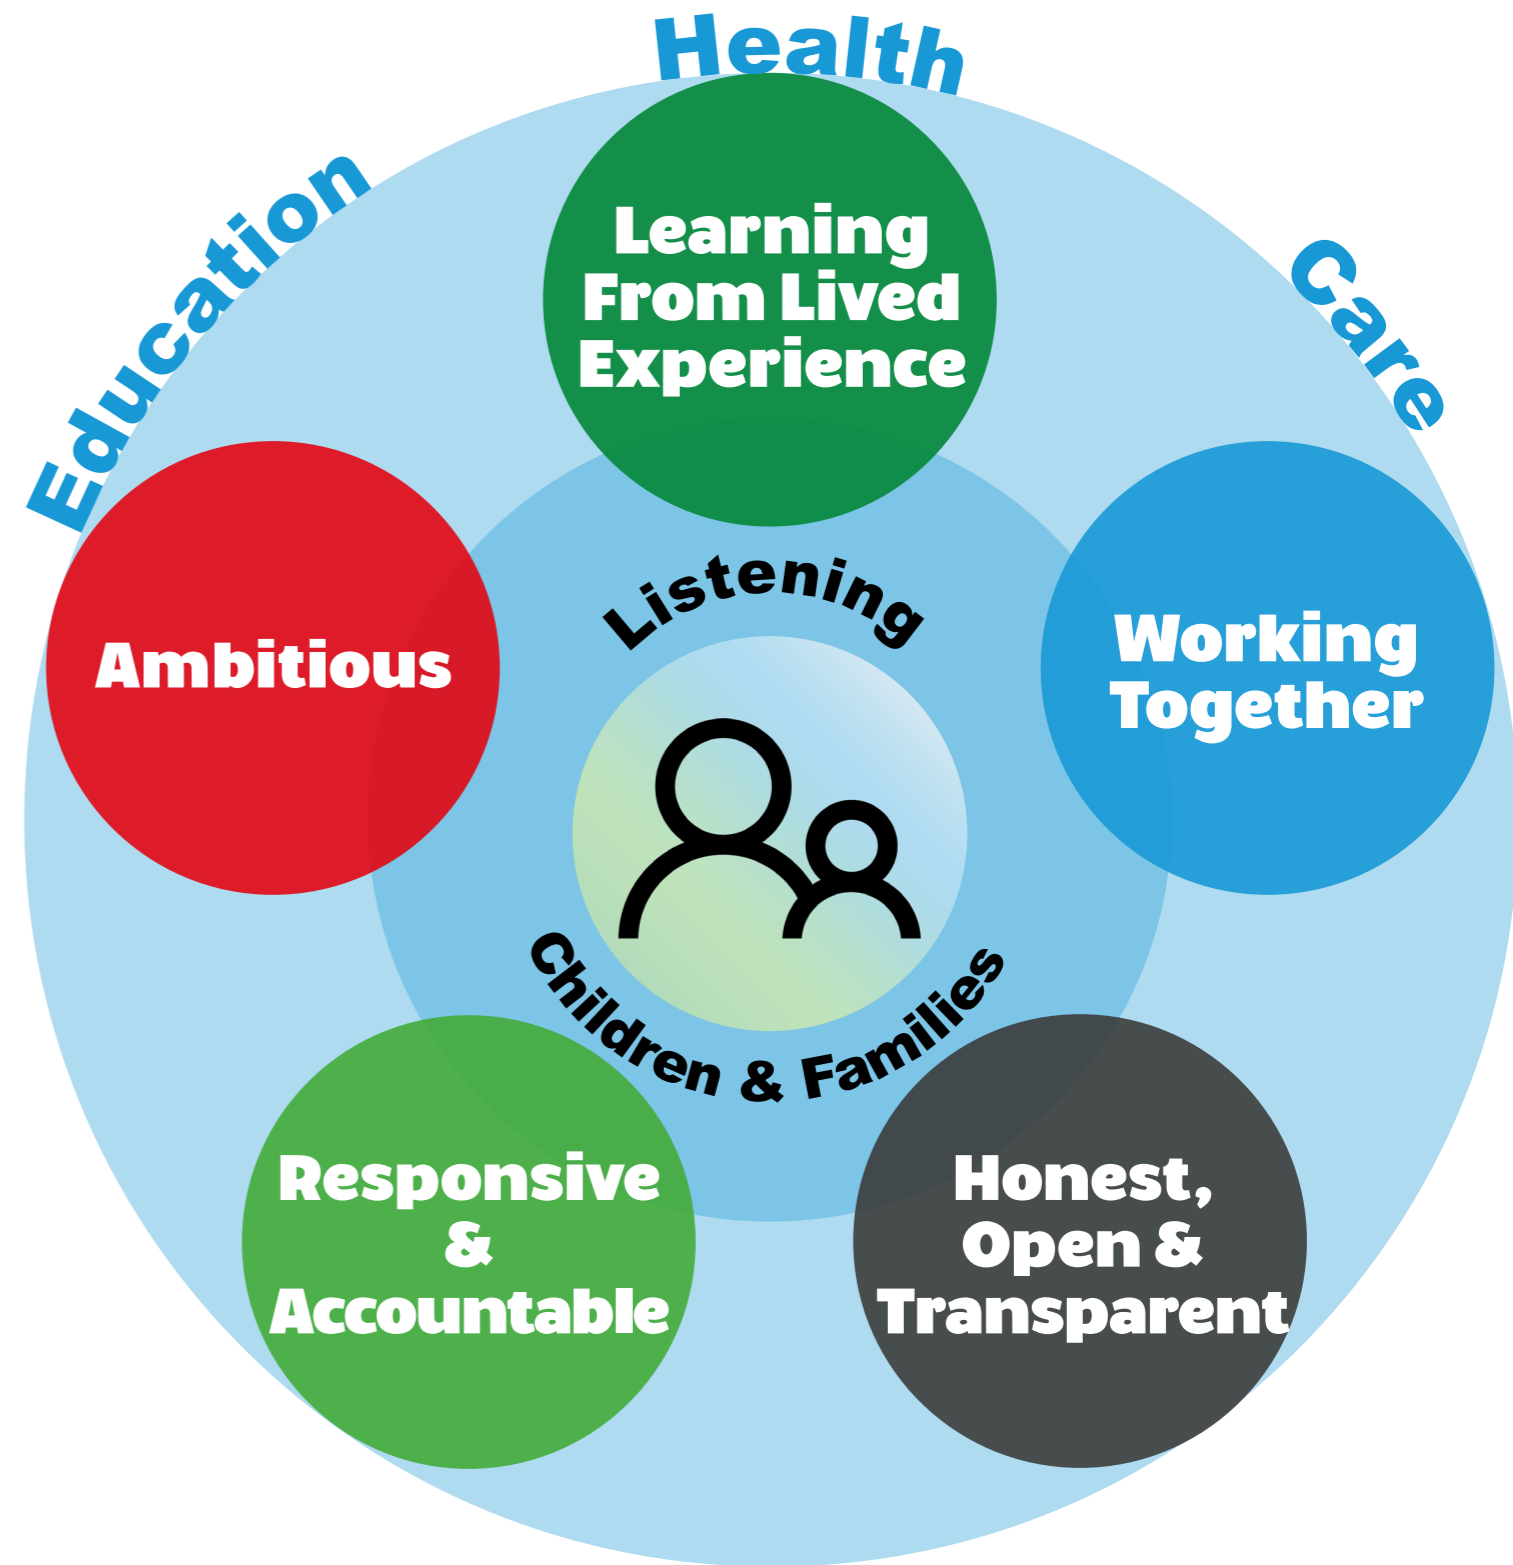 Health
Education
Care
Learning
From Lived
Experience
Ambitious
Working
Together
Listening
Children & Families
Responsive
&
Accountable
Honest,
Open &
Transparent